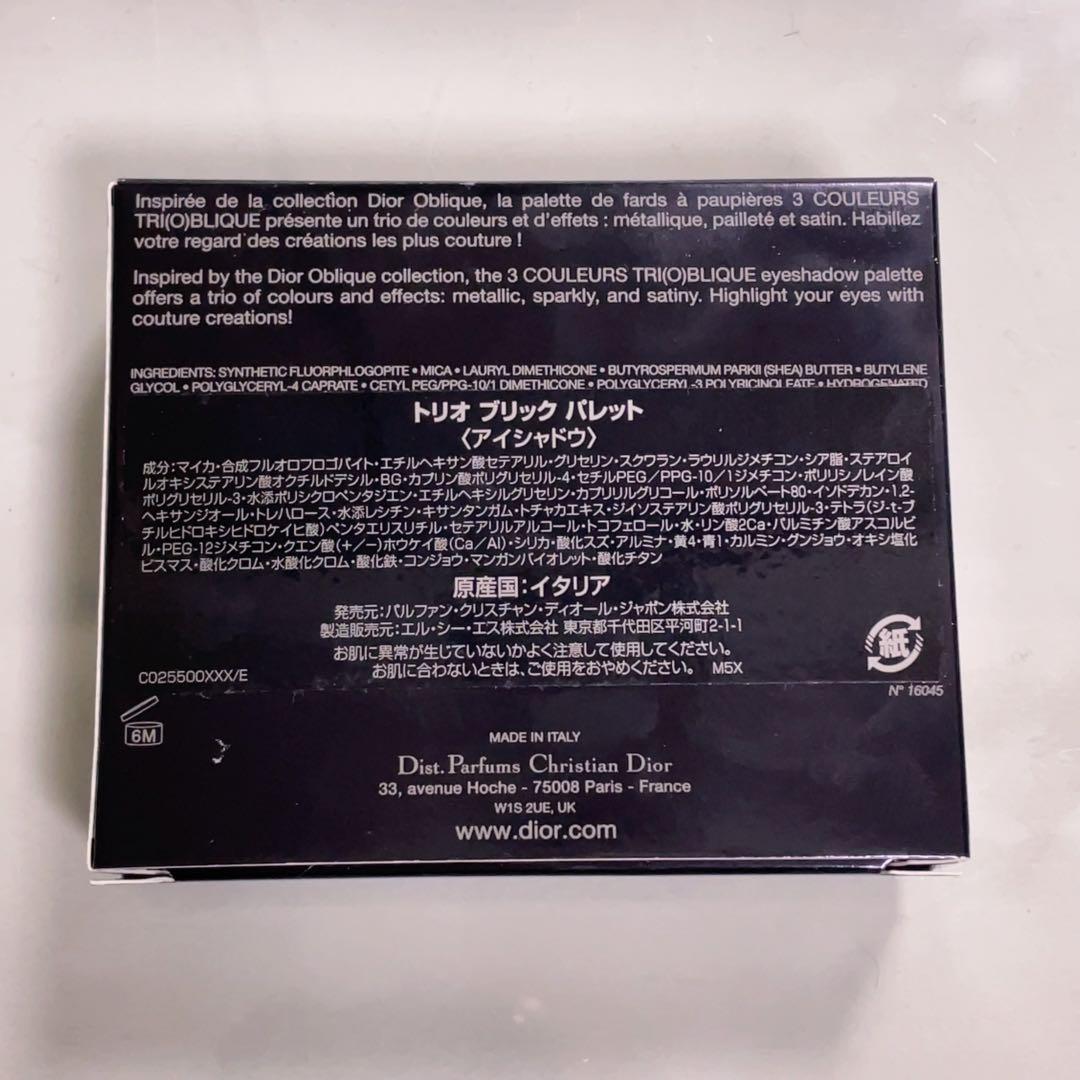 Inspirée de la collection Dior Oblique, la palette de fards à paupières 3 COULEURS
TRI(O)BLIQUE présente un trio de couleurs et d'effets : métallique, pailleté et satin. Habillez
votre regard des créations les plus couture !
Inspired by the Dior Oblique collection, the 3 COULEURS TRI(O)BLIQUE eyeshadow palette
offers a trio of colours and effects: metallic, sparkly, and satiny. Highlight your eyes with
couture creations!
INGREDIENTS: SYNTHETIC FLUORPHLOGOPITE • MICA • LAURYL DIMETHICONE • BUTYROSPERMUM PARKII (SHEA) BUTTER • BUTYLENE
GLYCOL • POLYGLYCERYL-4 CAPRATE • CETYL PEG/PPG-10/1 DIMETHICONE • POLYGLYCERYL-3 POLYRICINOLEATE • HYDROGENATED
トリオ ブリック パレット
〈アイシャドウ〉
成分:マイカ・合成フルオロフロゴパイト・エチルヘキサン酸セテアリル・グリセリン・スクワラン・ラウリルジメチコン・シア脂・ステアロイ
ルオキシステアリン酸オクチルドデシル・BG・カプリン酸ポリグリセリル-4・セチルPEG/PPG-10/1ジメチコン・ポリリシノレイン酸
ポリグリセリル-3・水添ポリシクロペンタジエン・エチルヘキシルグリセリン・カプリリルグリコール・ポリソルベート80・イソドデカン・1,2-
ヘキサンジオール・トレハロース・水添レシチン・キサンタンガム・トチャカエキス・ジイソステアリン酸ポリグリセリル-3・テトラ(ジ-t-ブ
チルヒドロキシヒドロケイヒ酸)ペンタエリスリチル・セテアリルアルコール・トコフェロール・水・リン酸2Ca・パルミチン酸アスコルビ
ル・PEG-12ジメチコン・クエン酸(+/−)ホウケイ酸(Ca/Al)・シリカ・酸化スズ・アルミナ・黄4・青1・カルミン・グンジョウ・オキシ塩化
ビスマス・酸化クロム・水酸化クロム・酸化鉄・コンジョウ・マンガンバイオレット・酸化チタン
原産国:イタリア
発売元:パルファン・クリスチャン・ディオール・ジャポン株式会社
製造販売元:エル・シー・エス株式会社 東京都千代田区平河町2-1-1
お肌に異常が生じていないかよく注意して使用してください。
お肌に合わないときは、ご使用をおやめください。 M5X
紙
C025500XXX/E
N° 16045
6M
MADE IN ITALY
Dist. Parfums Christian Dior
33, avenue Hoche - 75008 Paris - France
W1S 2UE, UK
www.dior.com